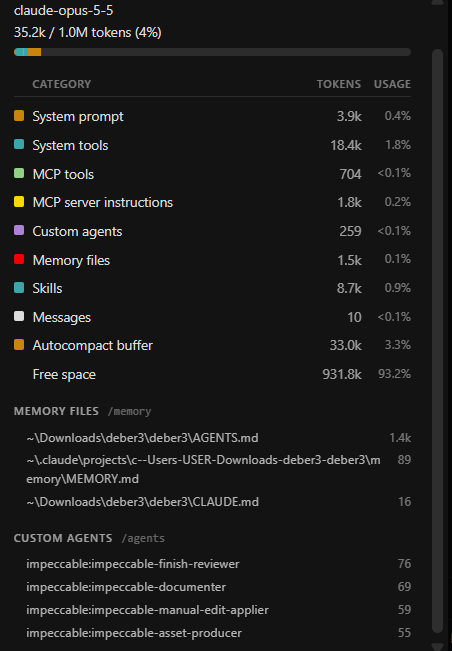 claude-opus-5-5
35.2k / 1.0M tokens (4%)
CATEGORY TOKENS USAGE
System prompt 3.9k 0.4%
System tools 18.4k 1.8%
MCP tools 704 <0.1%
MCP server instructions 1.8k 0.2%
Custom agents 259 <0.1%
Memory files 1.5k 0.1%
Skills 8.7k 0.9%
Messages 10 <0.1%
Autocompact buffer 33.0k 3.3%
Free space 931.8k 93.2%
MEMORY FILES /memory
~\Downloads\deber3\deber3\AGENTS.md 1.4k
~\.claude\projects\c--Users-USER-Downloads-deber3-deber3\m 89
emory\MEMORY.md
~\Downloads\deber3\deber3\CLAUDE.md 16
CUSTOM AGENTS /agents
impeccable:impeccable-finish-reviewer 76
impeccable:impeccable-documenter 69
impeccable:impeccable-manual-edit-applier 59
impeccable:impeccable-asset-producer 55